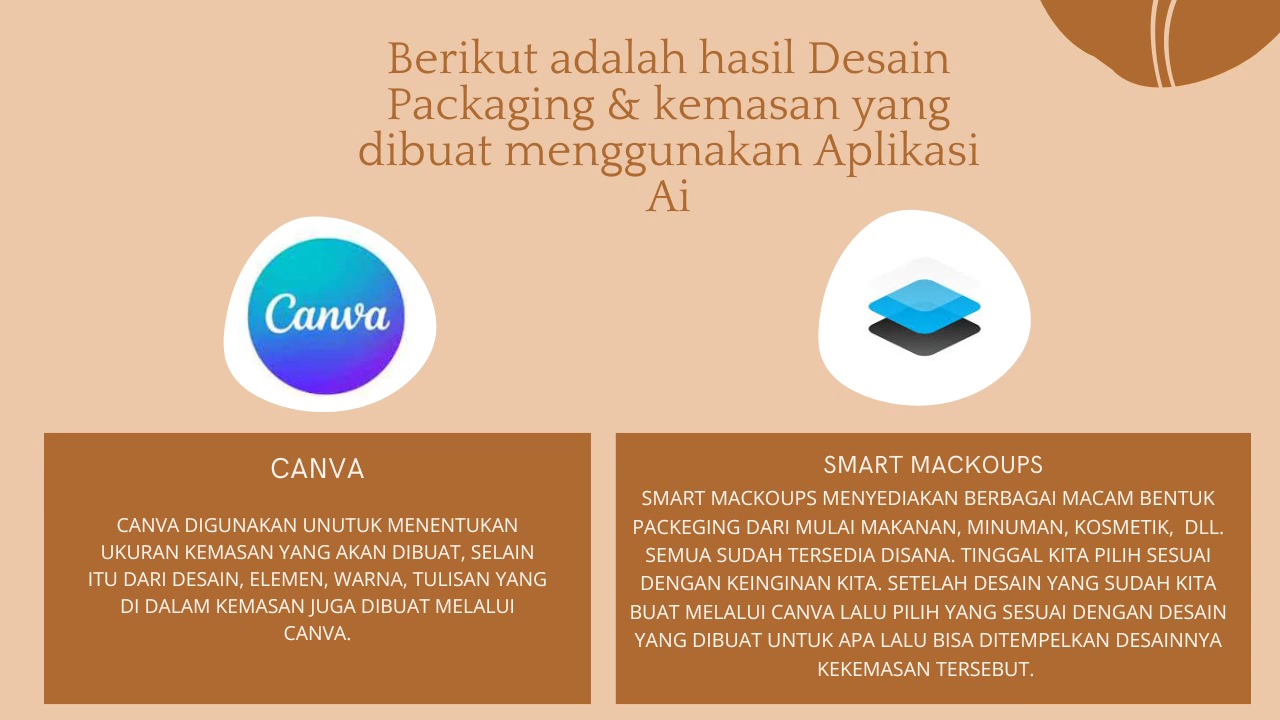 Berikut adalah hasil Desain
Packaging & kemasan yang
dibuat menggunakan Aplikasi
Ai
Canva
CANVA
CANVA DIGUNAKAN UNUTUK MENENTUKAN
UKURAN KEMASAN YANG AKAN DIBUAT, SELAIN
ITU DARI DESAIN, ELEMEN, WARNA, TULISAN YANG
DI DALAM KEMASAN JUGA DIBUAT MELALUI
CANVA.
SMART MACKOUPS
SMART MACKOUPS MENYEDIAKAN BERBAGAI MACAM BENTUK
PACKEGING DARI MULAI MAKANAN, MINUMAN, KOSMETIK,  DLL.
SEMUA SUDAH TERSEDIA DISANA. TINGGAL KITA PILIH SESUAI
DENGAN KEINGINAN KITA. SETELAH DESAIN YANG SUDAH KITA
BUAT MELALUI CANVA LALU PILIH YANG SESUAI DENGAN DESAIN
YANG DIBUAT UNTUK APA LALU BISA DITEMPELKAN DESAINNYA
KEKEMASAN TERSEBUT.